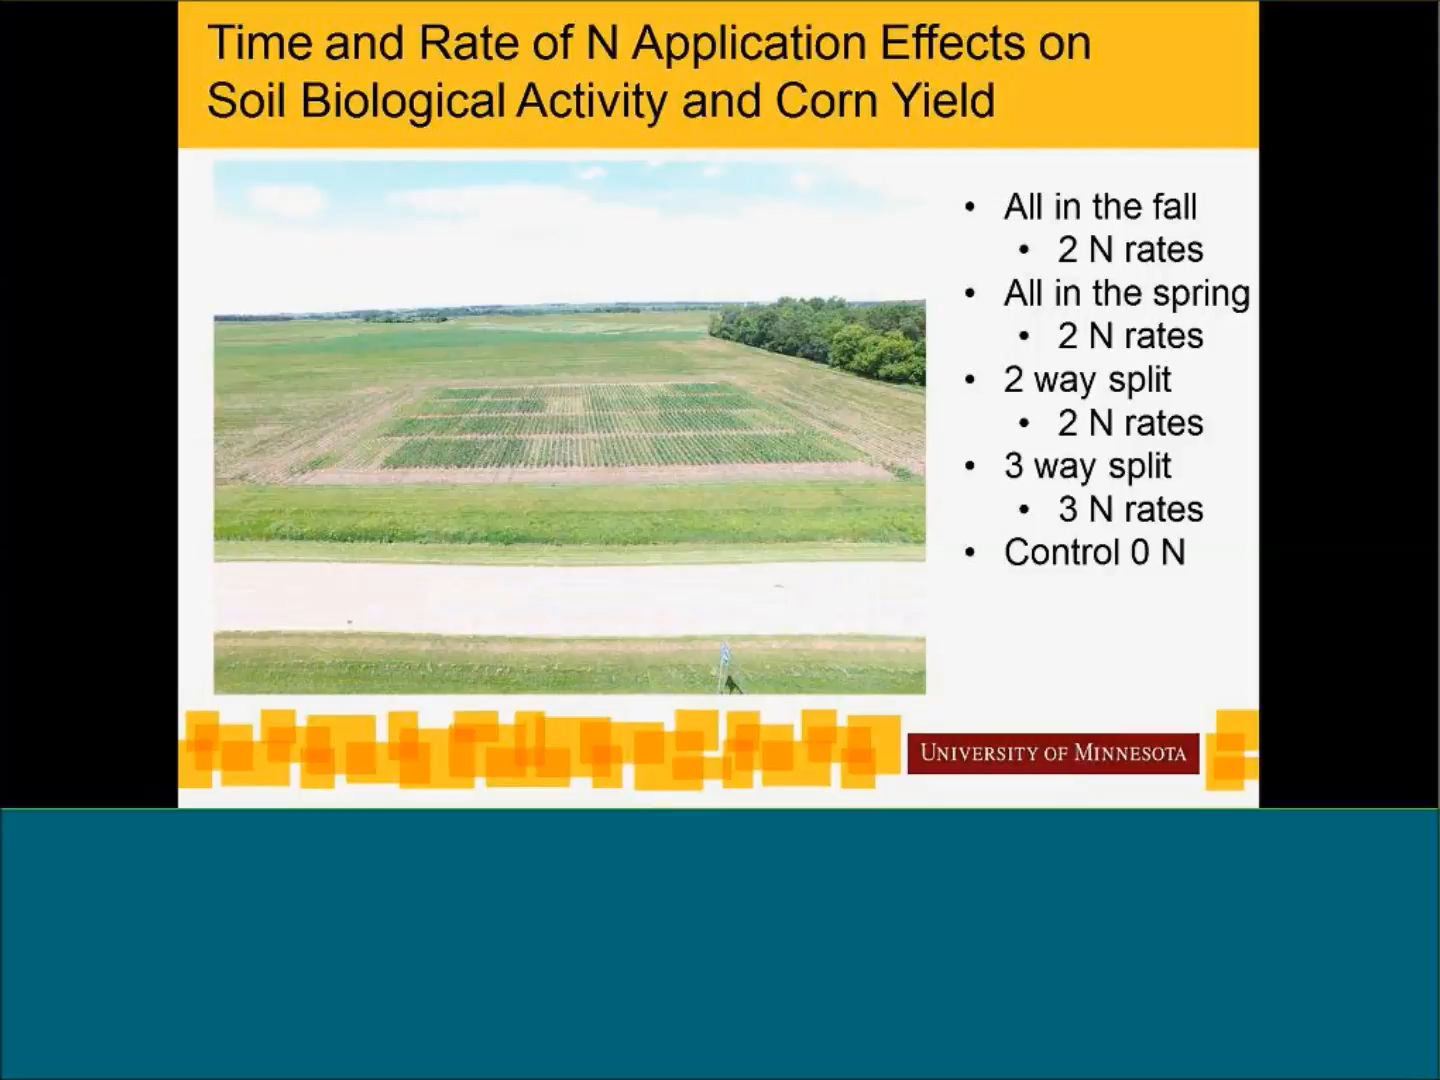 Time and Rate of N Application Effects on
Soil Biological Activity and Corn Yield
• All in the fall
• 2 N rates
• All in the spring
• 2 N rates
• 2 way split
• 2 N rates
• 3 way split
• 3 N rates
• Control 0 N
UNIVERSITY OF MINNESOTA